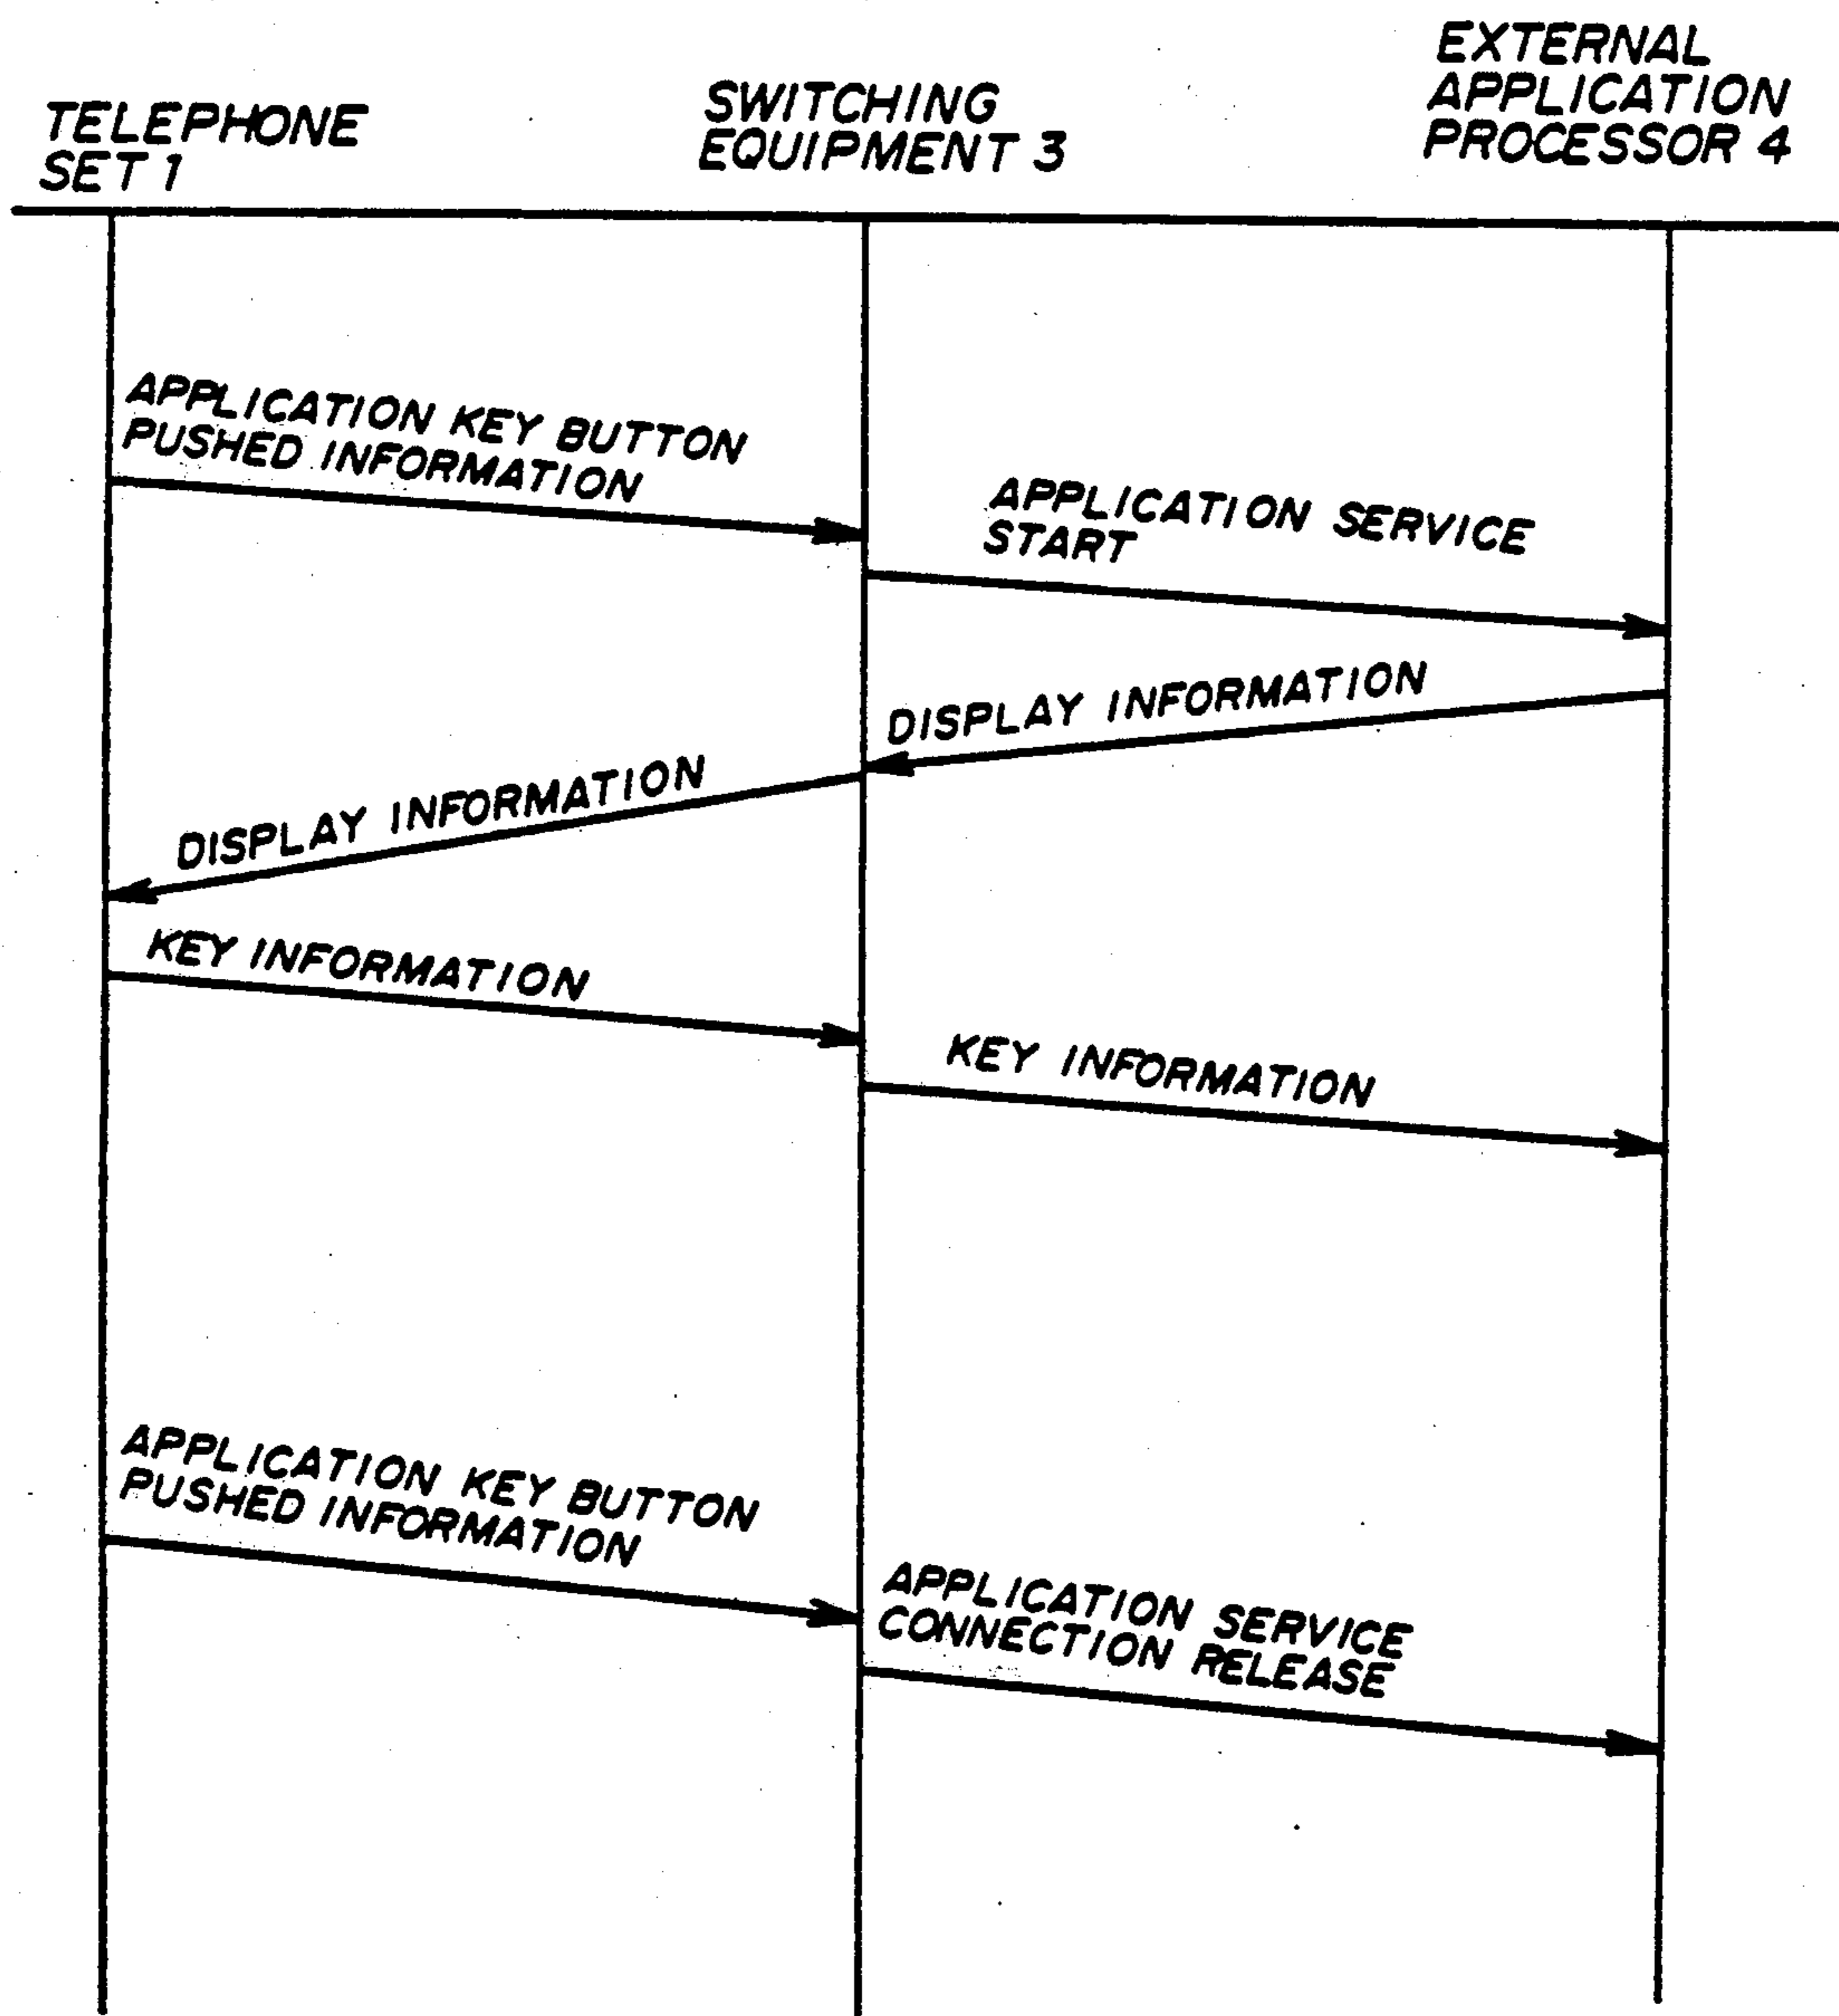 TELEPHONE
SET 1
SWITCHING
EQUIPMENT 3
EXTERNAL
APPLICATION
PROCESSOR 4
APPLICATION KEY BUTTON
PUSHED INFORMATION
APPLICATION SERVICE
START
DISPLAY INFORMATION
DISPLAY INFORMATION
KEY INFORMATION
KEY INFORMATION
APPLICATION KEY BUTTON
PUSHED INFORMATION
APPLICATION SERVICE
CONNECTION RELEASE